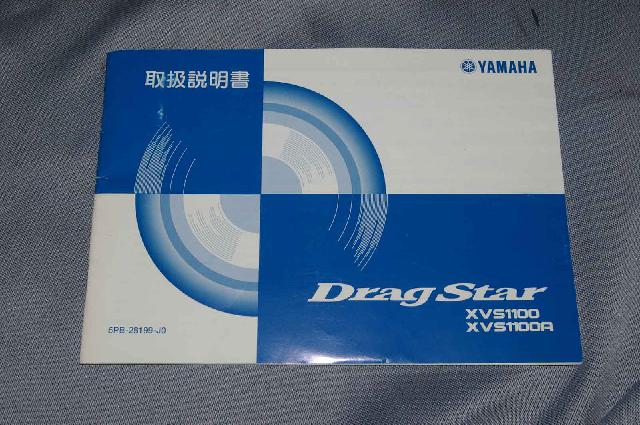 取扱説明書
YAMAHA
Drag Star
XVS1100
XVS1100A
5PB-28199-J0